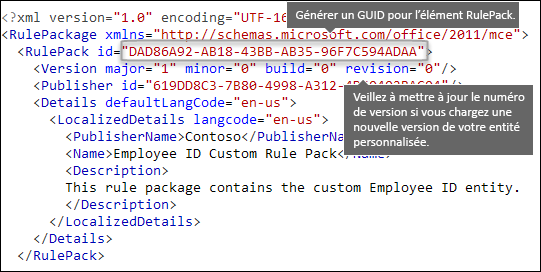 <?xml version="1.0" encoding="UTF-16
Générer un GUID pour l'élément RulePack.
<RulePackage xmlns="http://schemas.microsoft.com/office/2011/mce">
<RulePack id="DAD86A92-AB18-43BB-AB35-96F7C594ADAA">
<Version major="1" minor="0" build="0" revision="0"/>
<Publisher id="619DD8C3-7B80-4998-A312-4
Veillez à mettre à jour le numéro
de version si vous chargez une
nouvelle version de votre entité
personnalisée.
<Details defaultLangCode="en-us">
<LocalizedDetails langcode="en-us">
<PublisherName>Contoso</PublisherNam
<Name>Employee ID Custom Rule Pack</N
<Description>
This rule package contains the custom Employee ID entity.
</Description>
</LocalizedDetails>
</Details>
</RulePack>